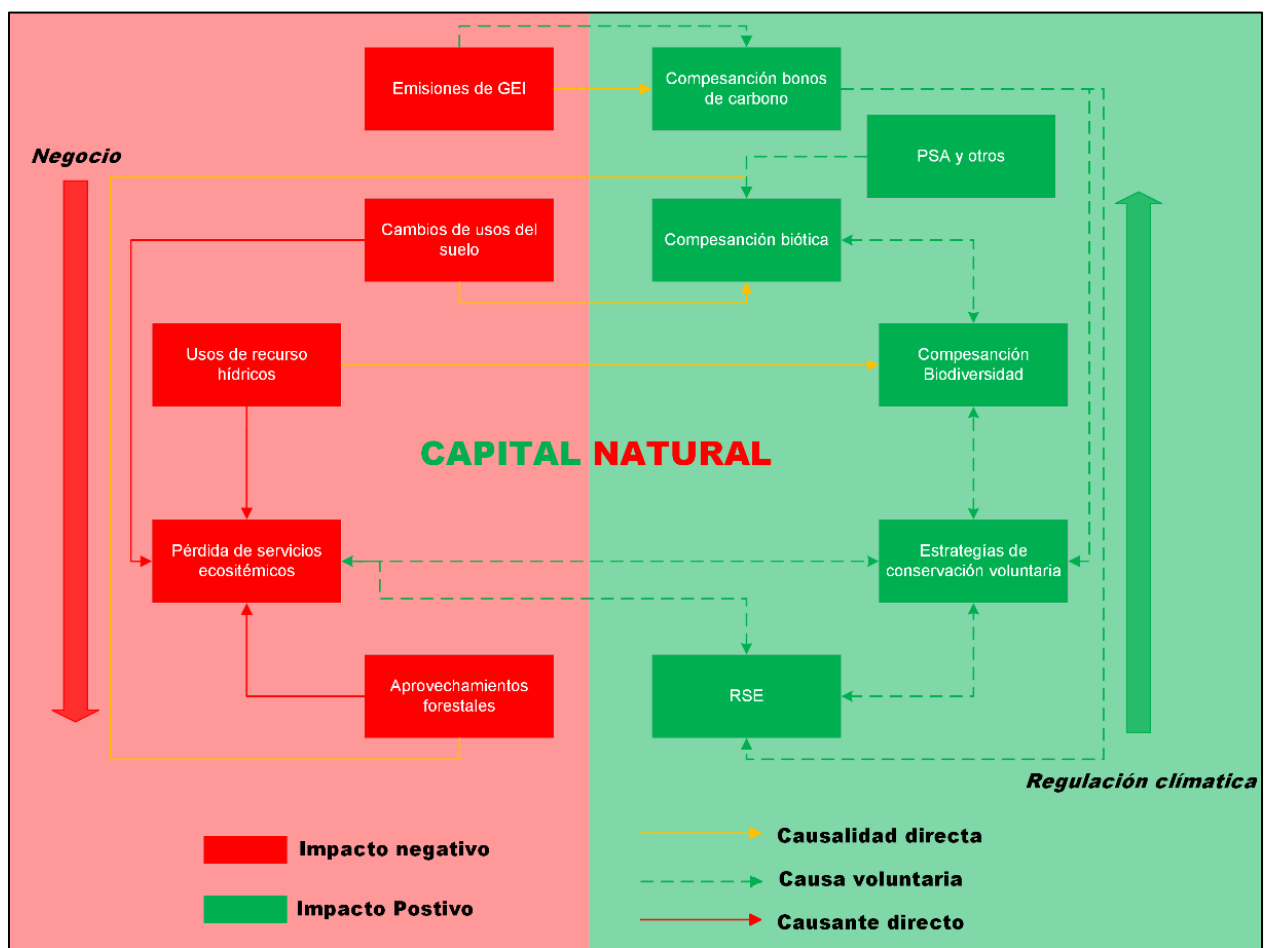 Emisiones de GEI
Compesanción bonos
de carbono
Negocio
PSA y otros
Cambios de usos del
suelo
Compesanción biótica
Usos de recurso
hídricos
Compesanción
Biodiversidad
CAPITAL NATURAL
Pérdida de servicios
ecositémicos
Estrategías de
conservación voluntaria
Aprovechamientos
forestales
RSE
Regulación clímatica
Impacto negativo
Impacto Postivo
Causalidad directa
Causa voluntaria
Causante directo